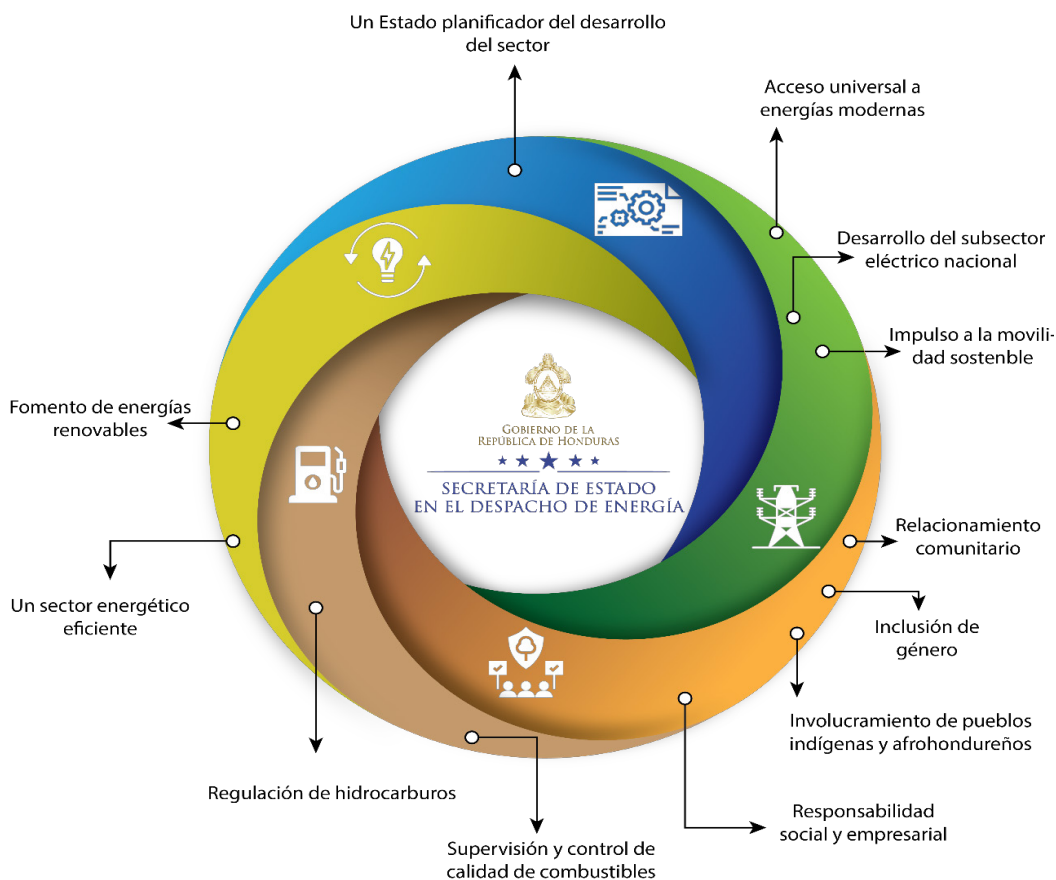 Un Estado planificador del desarrollo
del sector
Acceso universal a
energías modernas
Desarrollo del subsector
eléctrico nacional
Impulso a la movili-
dad sostenble
Fomento de energías
renovables
GOBIERNO DE LA
REPÚBLICA DE HONDURAS
SECRETARÍA DE ESTADO
EN EL DESPACHO DE ENERGÍA
Relacionamiento
comunitario
Un sector energético
eficiente
Inclusión de
género
Involucramiento de pueblos
indígenas y afrohondureños
Regulación de hidrocarburos
Responsabilidad
social y empresarial
Supervisión y control de
calidad de combustibles